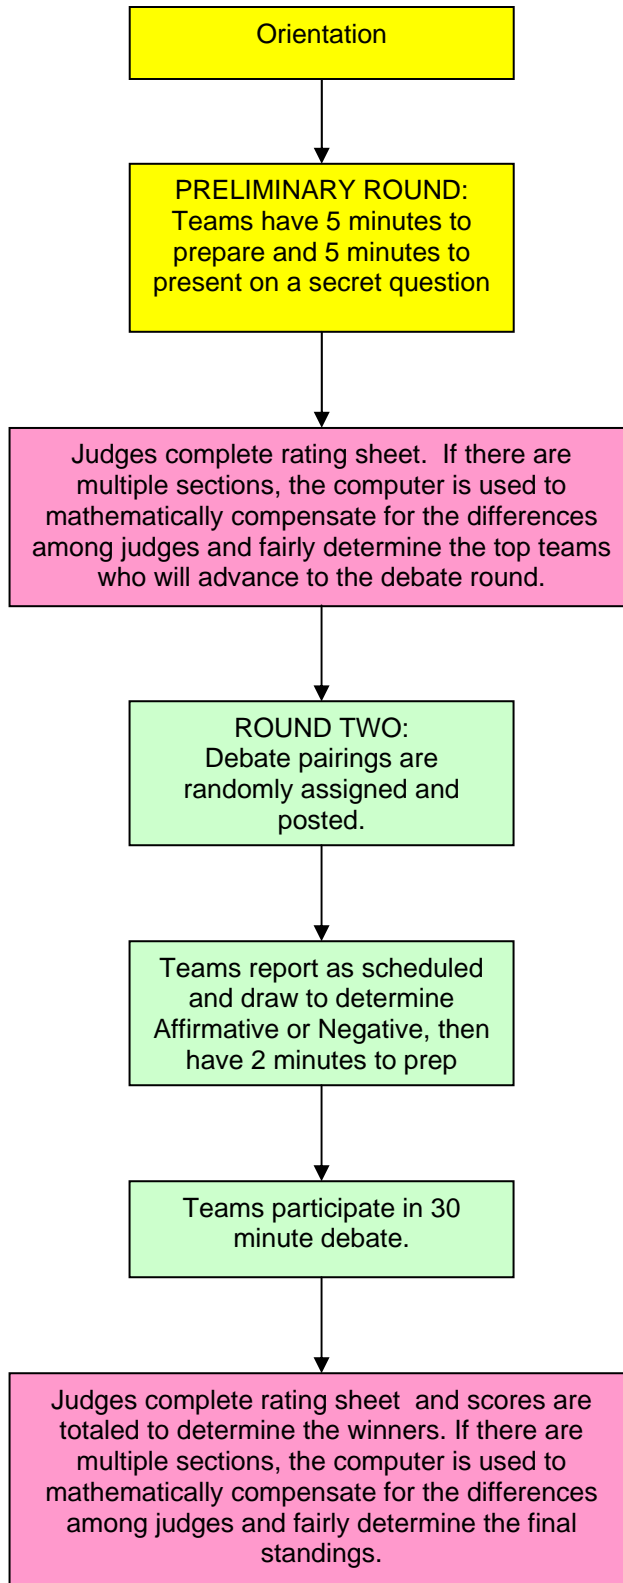 Orientation
PRELIMINARY ROUND:
Teams have 5 minutes to
prepare and 5 minutes to
present on a secret question
Judges complete rating sheet.  If there are
multiple sections, the computer is used to
mathematically compensate for the differences
among judges and fairly determine the top teams
who will advance to the debate round.
ROUND TWO:
Debate pairings are
randomly assigned and
posted.
Teams report as scheduled
and draw to determine
Affirmative or Negative, then
have 2 minutes to prep
Teams participate in 30
minute debate.
Judges complete rating sheet  and scores are
totaled to determine the winners. If there are
multiple sections, the computer is used to
mathematically compensate for the differences
among judges and fairly determine the final
standings.